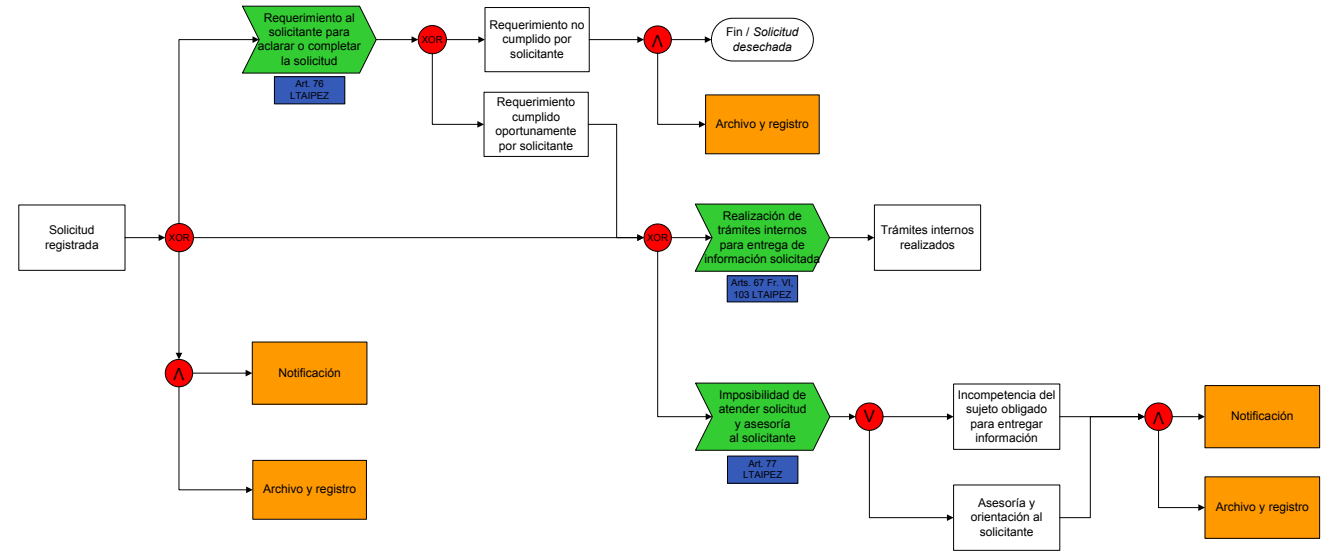 Requerimiento al
solicitante para
aclarar o completar
la solicitud
Art. 76
LTAIPEZ
XOR
Requerimiento no
cumplido por
solicitante
Λ
Fin / Solicitud
desechada
Archivo y registro
Requerimiento
cumplido
oportunamente
por solicitante
Solicitud
registrada
XOR
XOR
Realización de
trámites internos
para entrega de
información solicitada
Arts. 67 Fr. VI,
103 LTAIPEZ
Trámites internos
realizados
Λ
Notificación
Archivo y registro
Imposibilidad de
atender solicitud
y asesoría
al solicitante
Art. 77
LTAIPEZ
V
Incompetencia del
sujeto obligado
para entregar
información
Asesoría y
orientación al
solicitante
Λ
Notificación
Archivo y registro